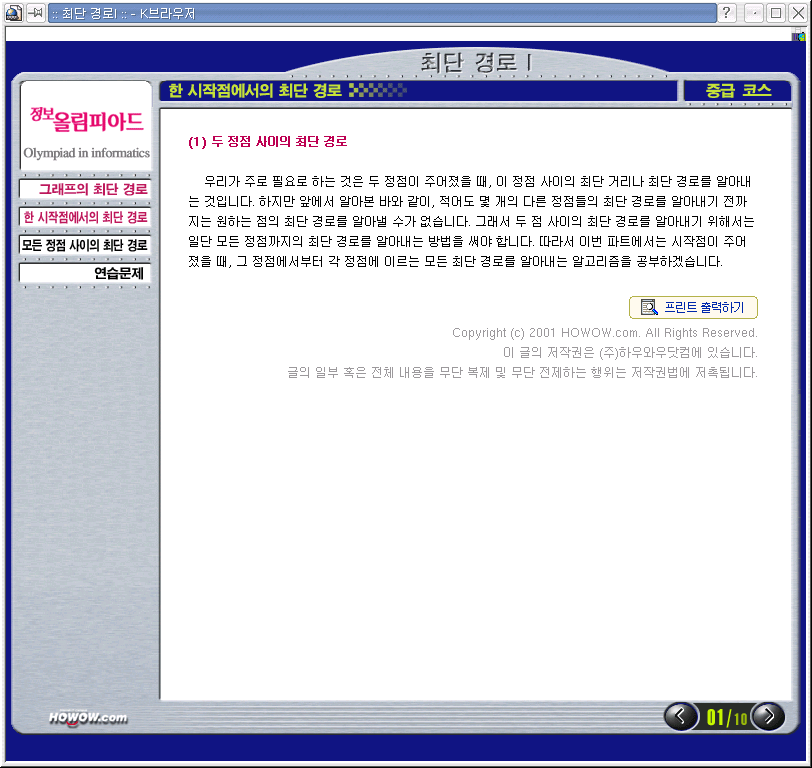 :: 최단 경로I :: - K브라우저
최단 경로 I
한 시작점에서의 최단 경로
중급 코스
정보올림피아드
Olympiad in informatics
그래프의 최단 경로
한 시작점에서의 최단 경로
모든 정점 사이의 최단 경로
연습문제
(1) 두 정점 사이의 최단 경로
우리가 주로 필요로 하는 것은 두 정점이 주어졌을 때, 이 정점 사이의 최단 거리나 최단 경로를 알아내
는 것입니다. 하지만 앞에서 알아본 바와 같이, 적어도 몇 개의 다른 정점들의 최단 경로를 알아내기 전까
지는 원하는 점의 최단 경로를 알아낼 수가 없습니다. 그래서 두 점 사이의 최단 경로를 알아내기 위해서는
일단 모든 정점까지의 최단 경로를 알아내는 방법을 써야 합니다. 따라서 이번 파트에서는 시작점이 주어
졌을 때, 그 정점에서부터 각 정점에 이르는 모든 최단 경로를 알아내는 알고리즘을 공부하겠습니다.
프린트 출력하기
Copyright (c) 2001 HOWOW.com. All Rights Reserved.
이 글의 저작권은 (주)하우와우닷컴에 있습니다.
글의 일부 혹은 전체 내용을 무단 복제 및 무단 전제하는 행위는 저작권법에 저촉됩니다.
HOWOW.com
01/10